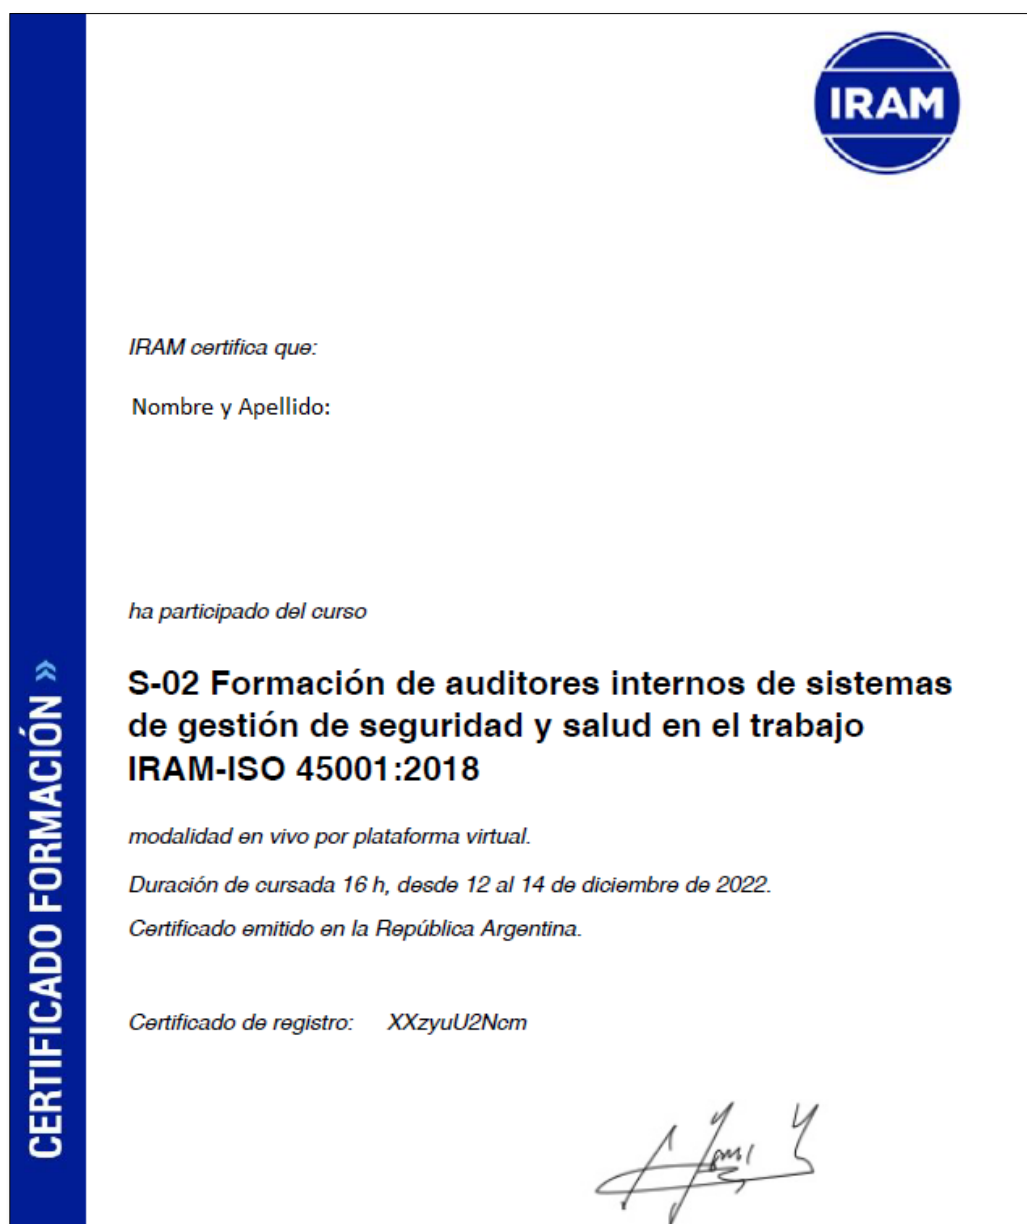 IRAM
IRAM certifica que:
Nombre y Apellido:
ha participado del curso
S-02 Formación de auditores internos de sistemas
de gestión de seguridad y salud en el trabajo
IRAM-ISO 45001:2018
modalidad en vivo por plataforma virtual.
Duración de cursada 16 h, desde 12 al 14 de diciembre de 2022.
Certificado emitido en la República Argentina.
Certificado de registro: XXzyuU2Ncm
CERTIFICADO FORMACIÓN »